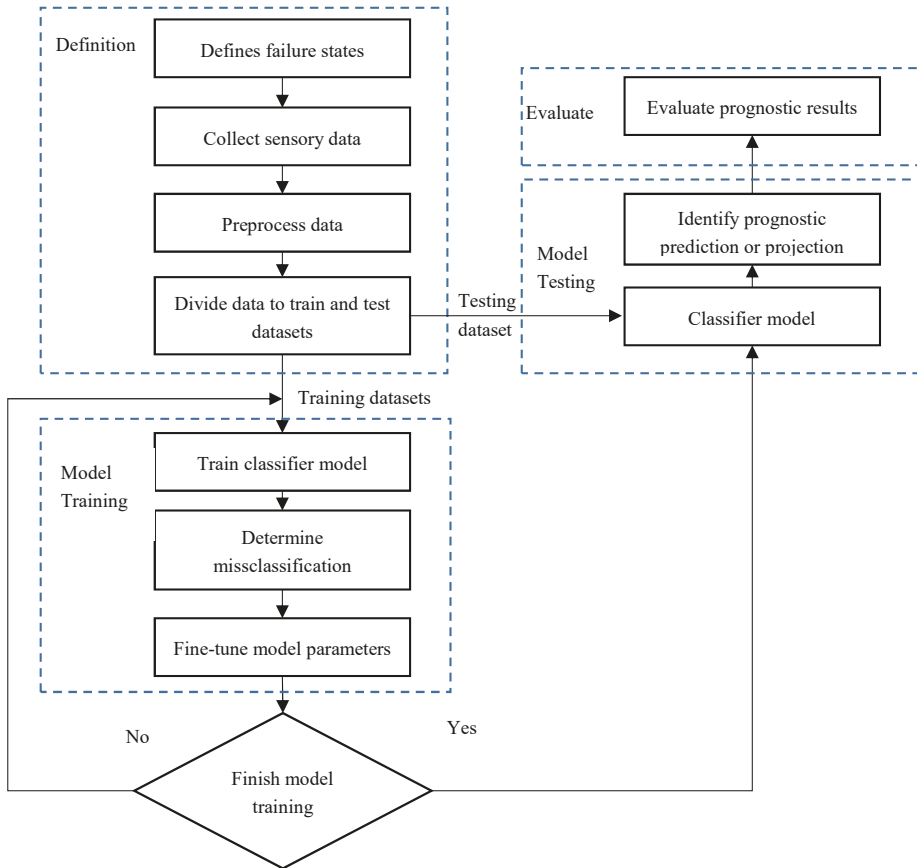 Definition
Defines failure states
Collect sensory data
Preprocess data
Divide data to train and test
datasets
Testing
dataset
Evaluate
Evaluate prognostic results
Model
Testing
Identify prognostic
prediction or projection
Classifier model
Training datasets
Model
Training
Train classifier model
Determine
missclassification
Fine-tune model parameters
No
Yes
Finish model
training